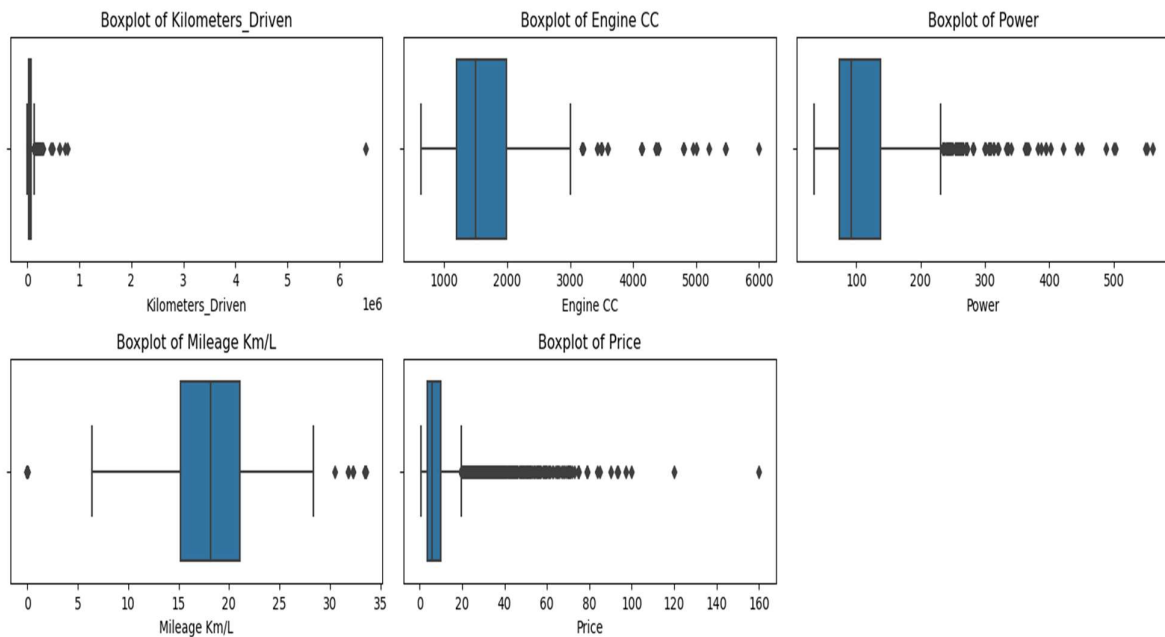 Boxplot of Kilometers_Driven
0 1 2 3 4 5 6
1e6
Kilometers_Driven
Boxplot of Engine CC
1000 2000 3000 4000 5000 6000
Engine CC
Boxplot of Power
100 200 300 400 500
Power
Boxplot of Mileage Km/L
0 5 10 15 20 25 30 35
Mileage Km/L
Boxplot of Price
0 20 40 60 80 100 120 140 160
Price